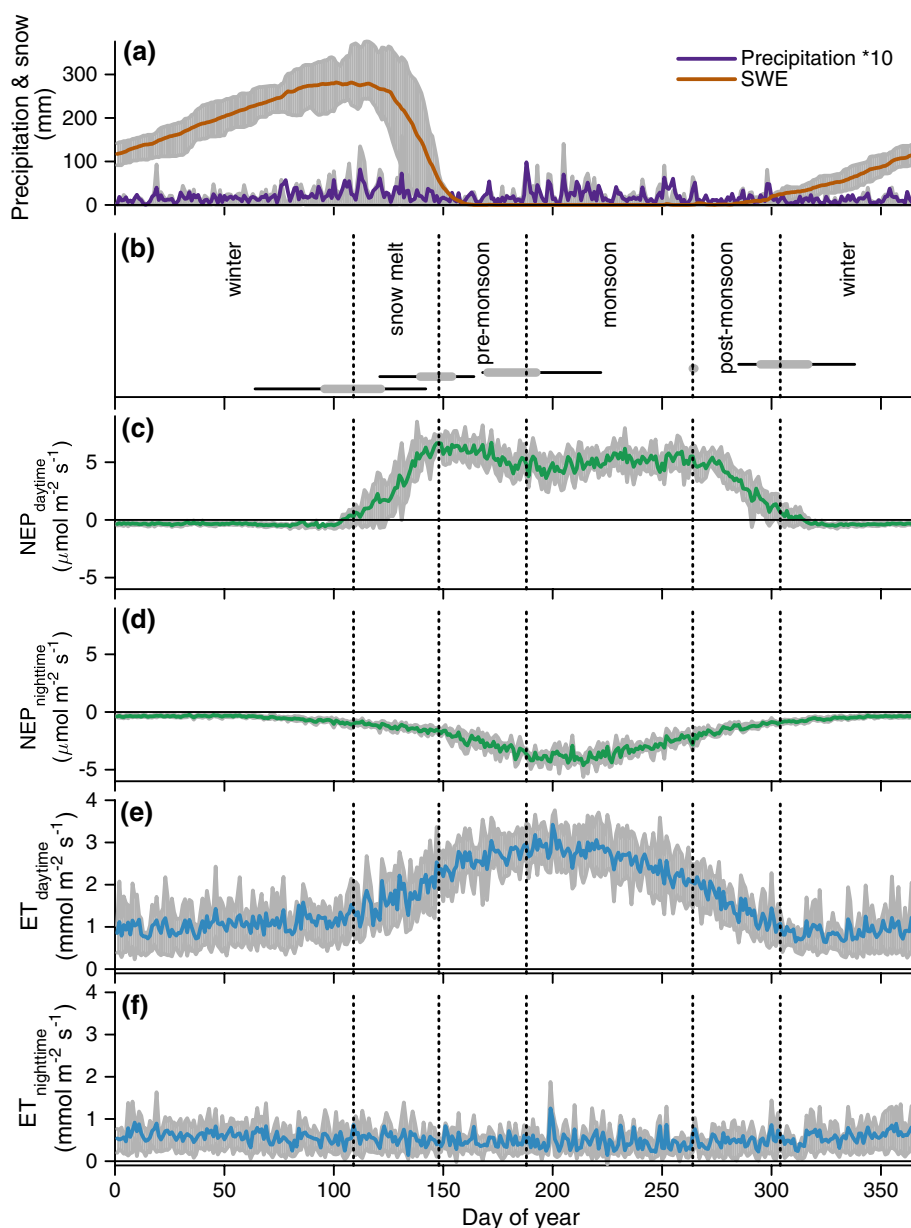 (a)
Precipitation & snow
(mm)
300
200
100
0
Precipitation *10
SWE
(b)
winter
snow melt
pre-monsoon
monsoon
post-monsoon
winter
(c)
NEP daytime
(μmol m-2 s-1)
5
0
-5
(d)
NEP nighttime
(μmol m-2 s-1)
5
0
-5
(e)
ET daytime
(mmol m-2 s-1)
4
3
2
1
0
(f)
ET nighttime
(mmol m-2 s-1)
4
3
2
1
0
0 50 100 150 200 250 300 350
Day of year